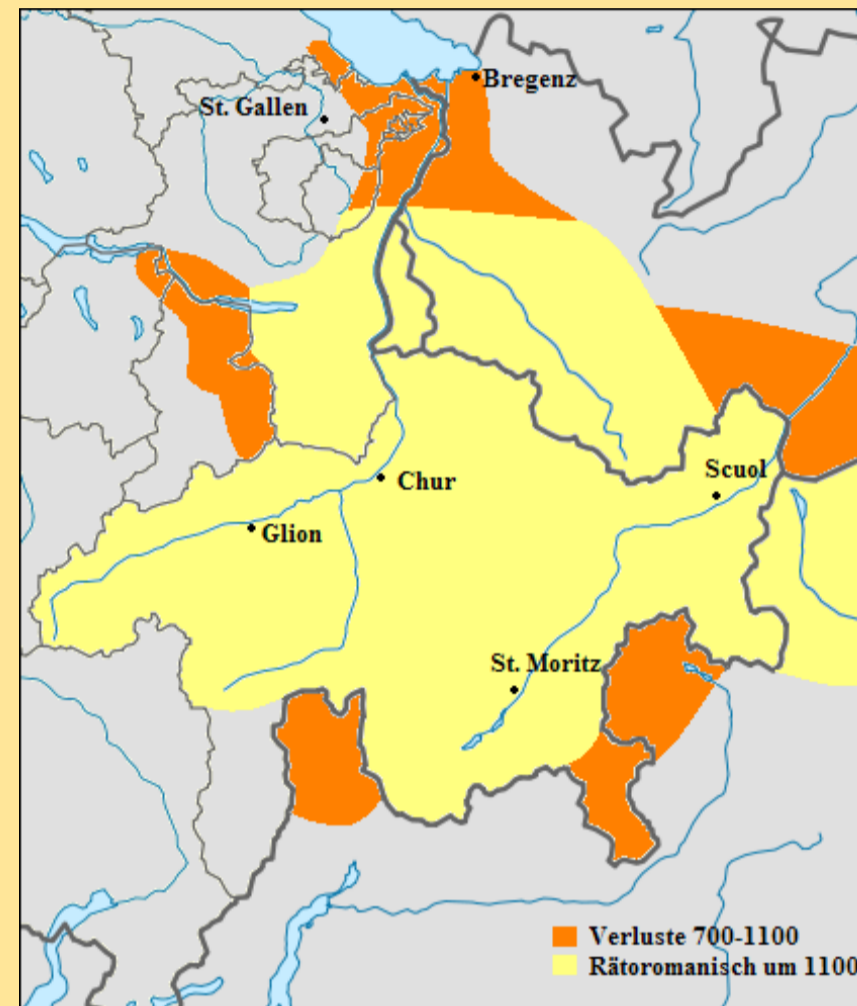 Bregenz
St. Gallen
Scuol
Chur
Glion
St. Moritz
Verluste 700-1100
Rätoromanisch um 1100